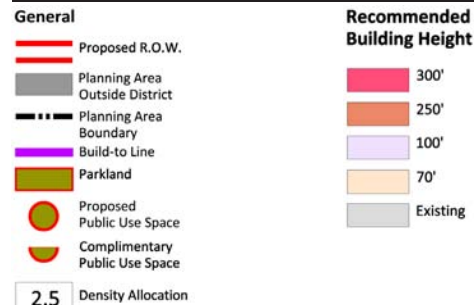 General
Proposed R.O.W.
Planning Area
Outside District
Planning Area
Boundary
Build-to Line
Parkland
Proposed
Public Use Space
Complimentary
Public Use Space
2.5 Density Allocation
Recommended
Building Height
300'
250'
100'
70'
Existing